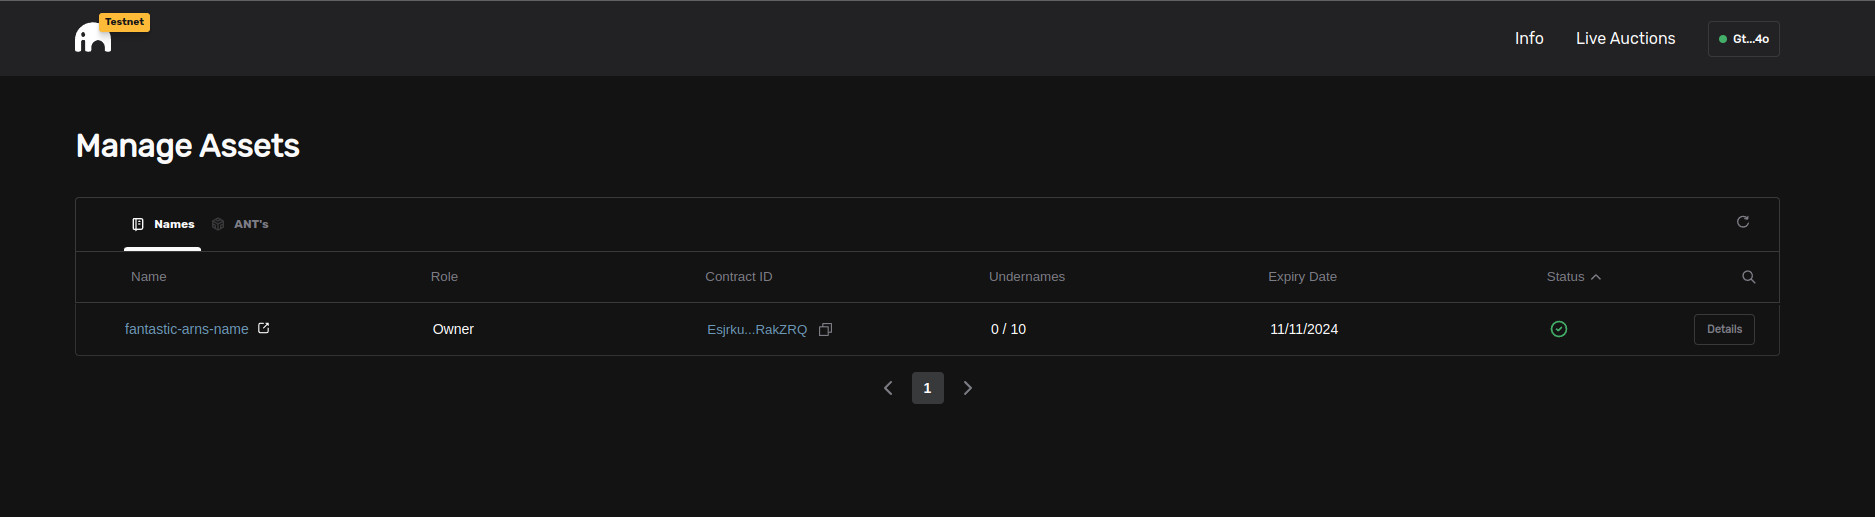 Testnet
Info Live Auctions Gt...4o
Manage Assets
Names ANT's
Name Role Contract ID Undernames Expiry Date Status
fantastic-arns-name Owner Esjrku...RakZRQ 0 / 10 11/11/2024 Details
1